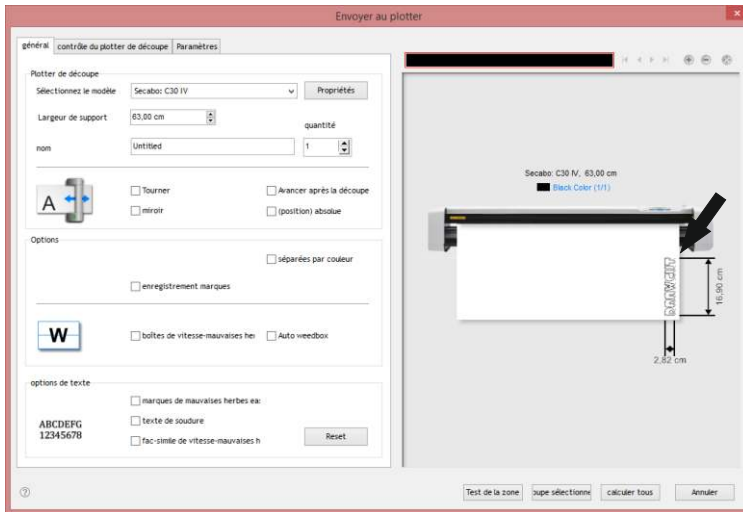 Envoyer au plotter
général contrôle du plotter de découpe Paramètres
Plotter de découpe
Sélectionnez le modèle Secabo: C30 IV Propriétés
Largeur de support 63,00 cm
quantité
nom Untitled 1
A
Tourner Avancer après la découpe
miroir (position) absolue
Options
séparées par couleur
enregistrement marques
W
boîtes de vitesse-mauvaises her Auto weedbox
options de texte
marques de mauvaises herbes ea:
ABCDEFG
12345678
texte de soudure
fac-simile de vitesse-mauvaises h Reset
Secabo: C30 IV, 63,00 cm
Black Color (1/1)
DRAWCUT
16,90 cm
2,82 cm
? Test de la zone oupe sélectionne calculer tous Annuler